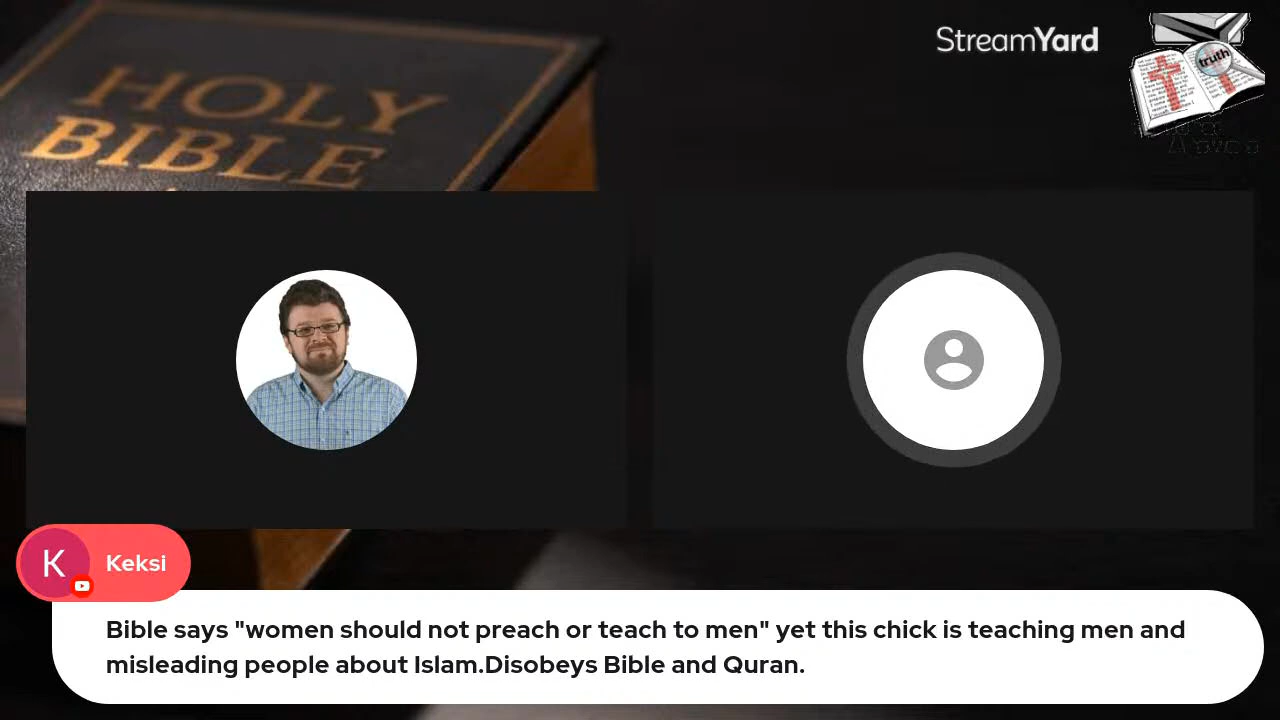 StreamYard
truth
HOLY
BIBLE
K
Keksi
Bible says "women should not preach or teach to men" yet this chick is teaching men and
misleading people about Islam.Disobeys Bible and Quran.